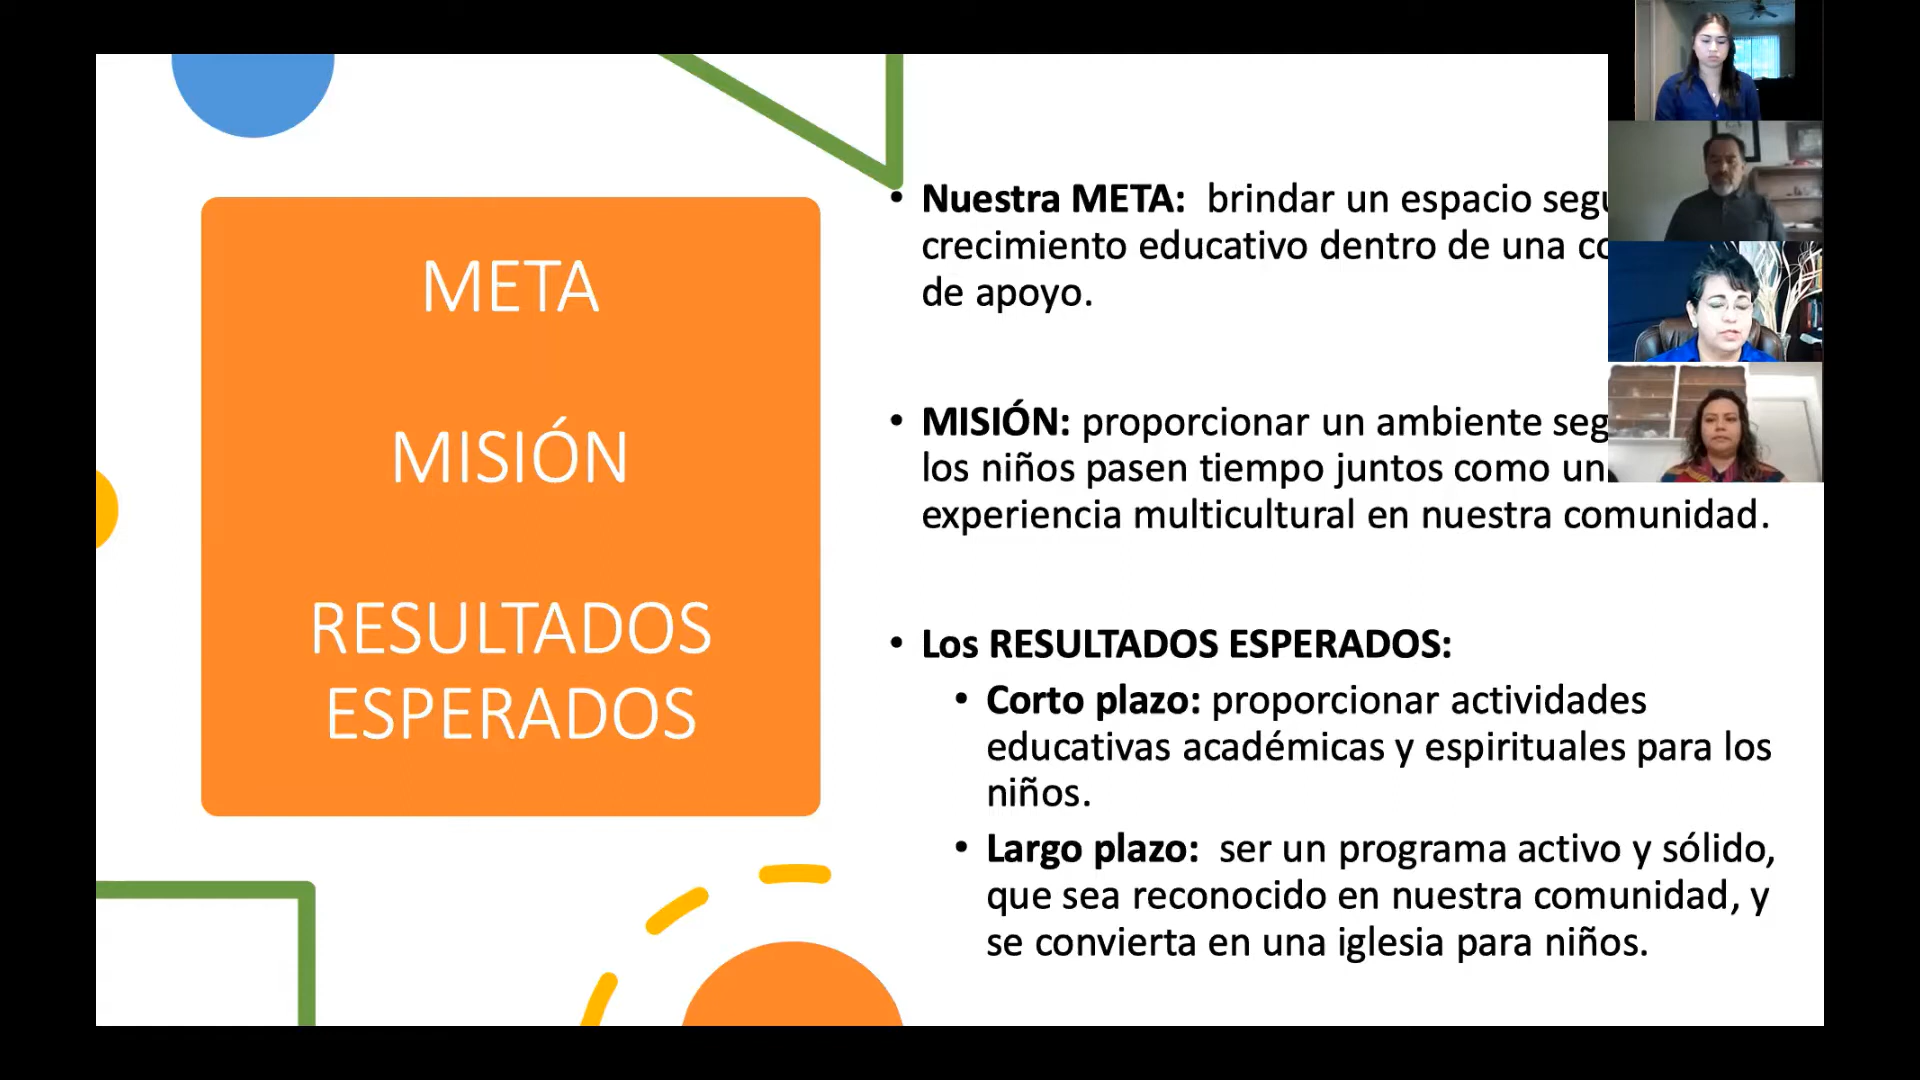 META
MISIÓN
RESULTADOS
ESPERADOS
• Nuestra META: brindar un espacio
crecimiento educativo dentro de una
de apoyo.
• MISIÓN: proporcionar un ambiente
los niños pasen tiempo juntos como
experiencia multicultural en nuestra comunidad.
• Los RESULTADOS ESPERADOS:
• Corto plazo: proporcionar actividades
educativas académicas y espirituales para los
niños.
• Largo plazo: ser un programa activo y sólido,
que sea reconocido en nuestra comunidad, y
se convierta en una iglesia para niños.